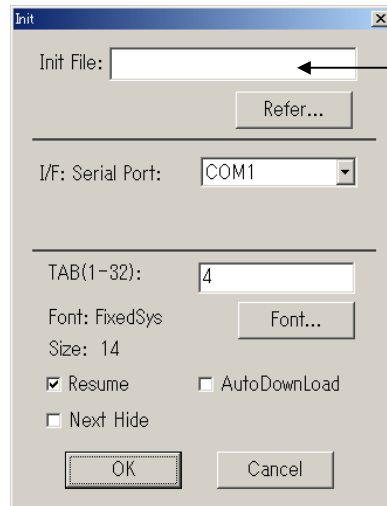 Init
Init File:
Refer...
I/F: Serial Port: COM1
TAB(1-32): 4
Font: FixedSys Font...
Size: 14
Resume AutoDownLoad
Next Hide
OK Cancel